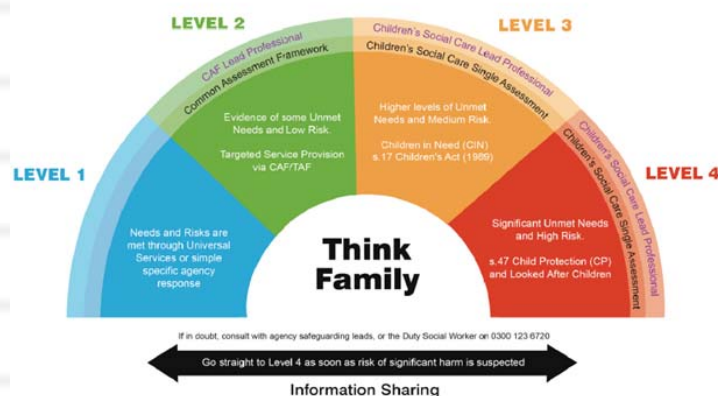 LEVEL 2
LEVEL 3
CAF Lead Professional
Common Assessment Framework
Children's Social Care Lead Professional
Children's Social Care Single Assessment
Evidence of some Unmet
Needs and Low Risk.
Targeted Service Provision
via CAF/TAF
Higher levels of Unmet
Needs and Medium Risk.
Children in Need (CIN)
s.17 Children's Act (1989)
LEVEL 1
LEVEL 4
Children's Social Care Lead Professional
Children's Social Care Single Assessment
Needs and Risks are
met through Universal
Services or simple
specific agency
response
Significant Unmet Needs
and High Risk.
s.47 Child Protection (CP)
and Looked After Children
Think
Family
If in doubt, consult with agency safeguarding leads, or the Duty Social Worker on 0300 123 6720
Go straight to Level 4 as soon as risk of significant harm is suspected
Information Sharing